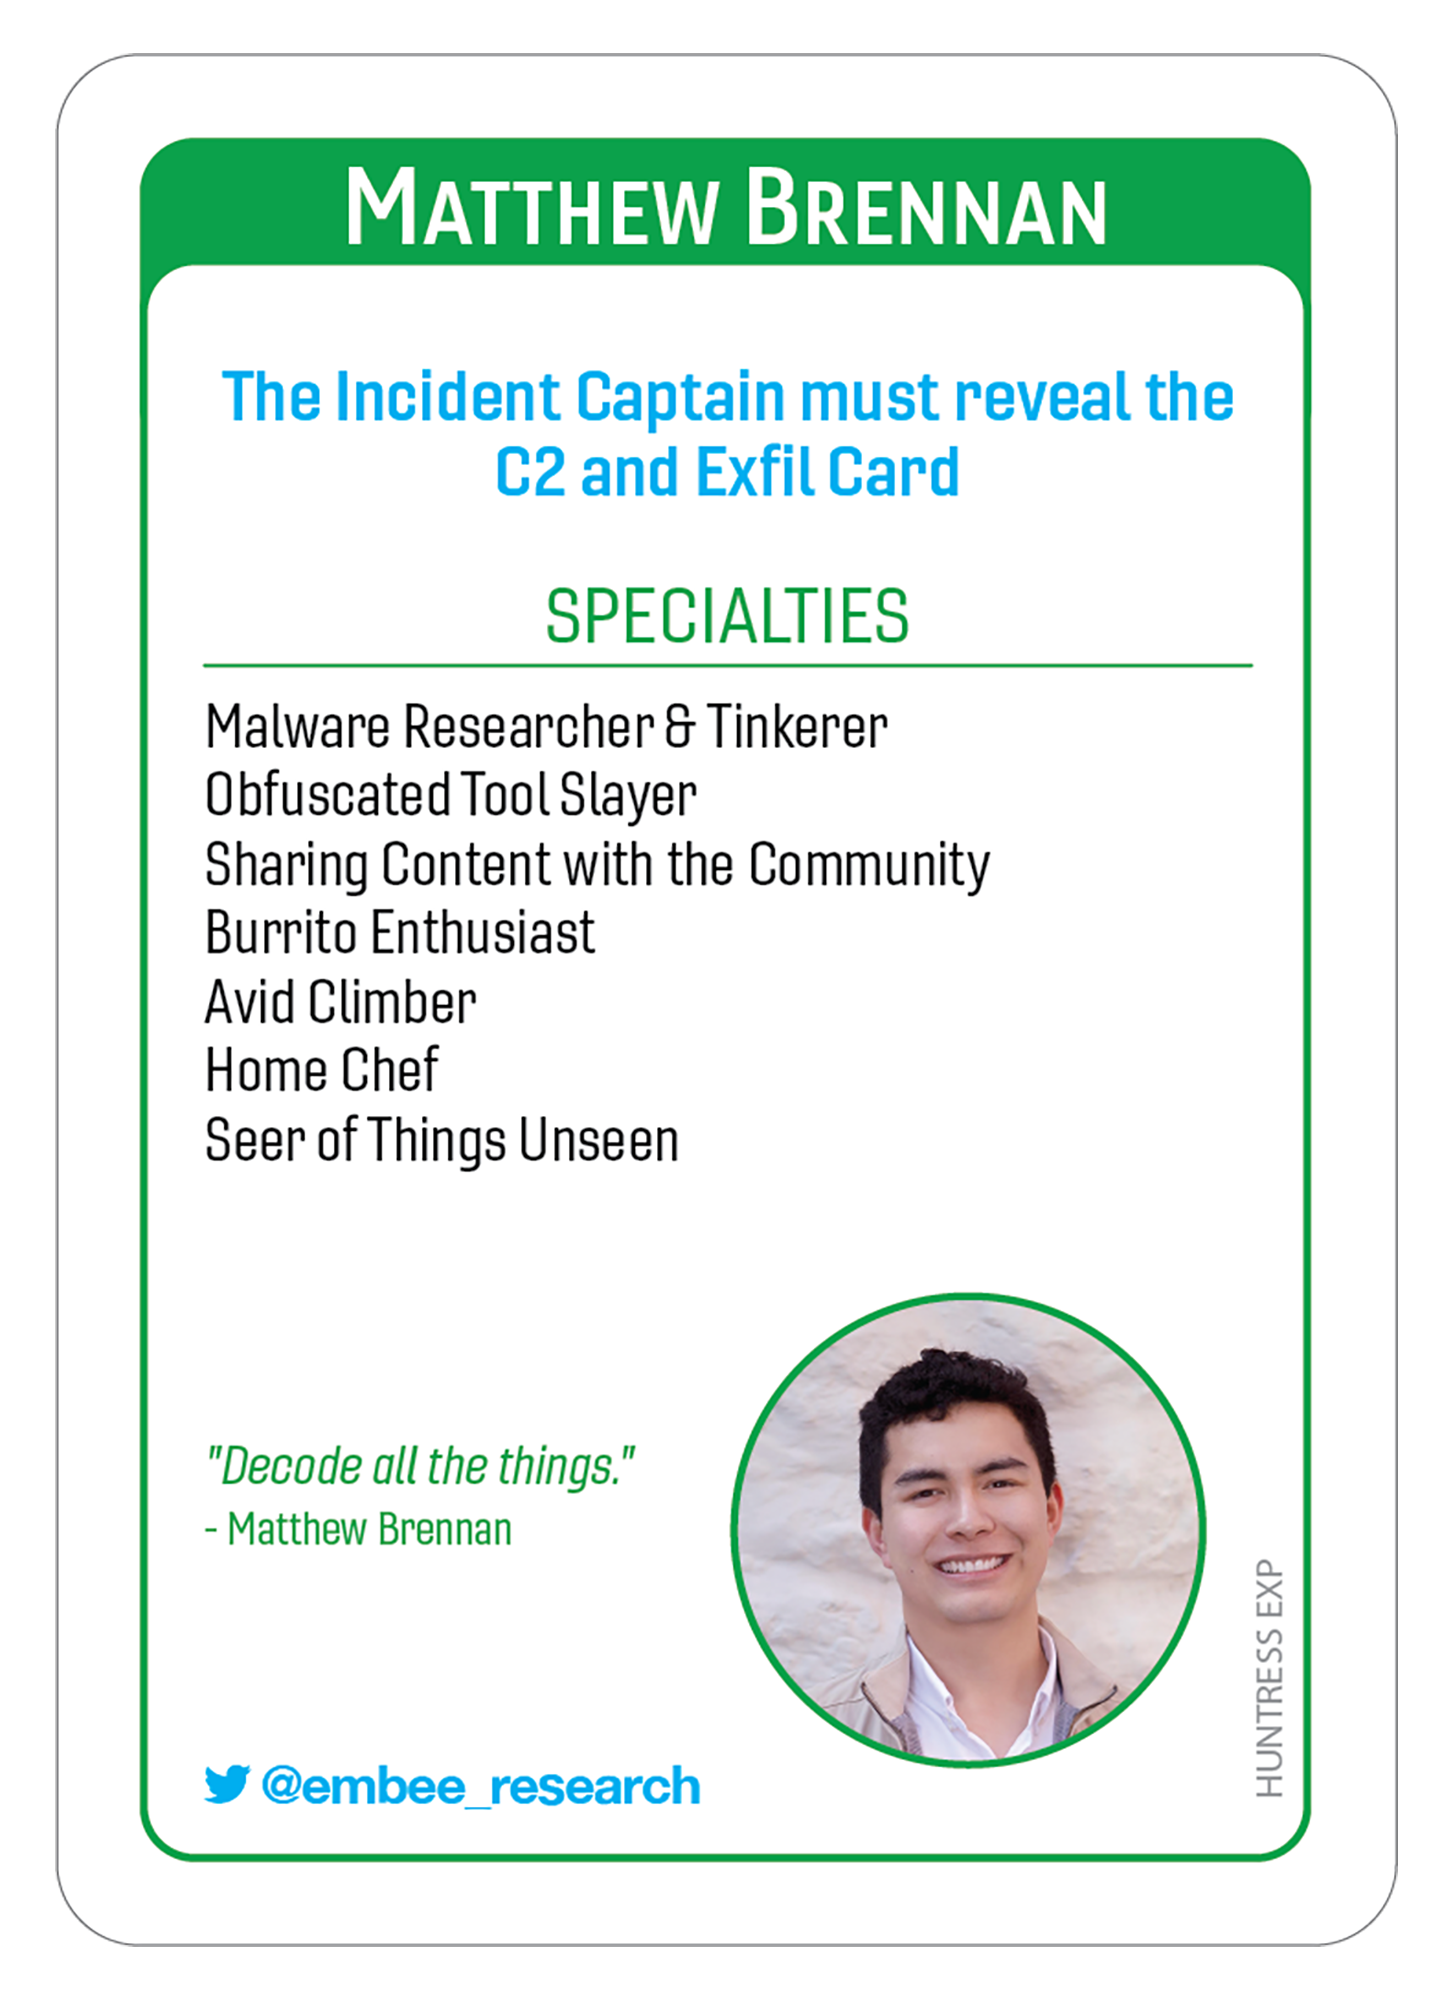 MATTHEW BRENNAN
The Incident Captain must reveal the
C2 and Exfil Card
SPECIALTIES
Malware Researcher & Tinkerer
Obfuscated Tool Slayer
Sharing Content with the Community
Burrito Enthusiast
Avid Climber
Home Chef
Seer of Things Unseen
"Decode all the things."
- Matthew Brennan
@embee_research
HUNTRESS EXP